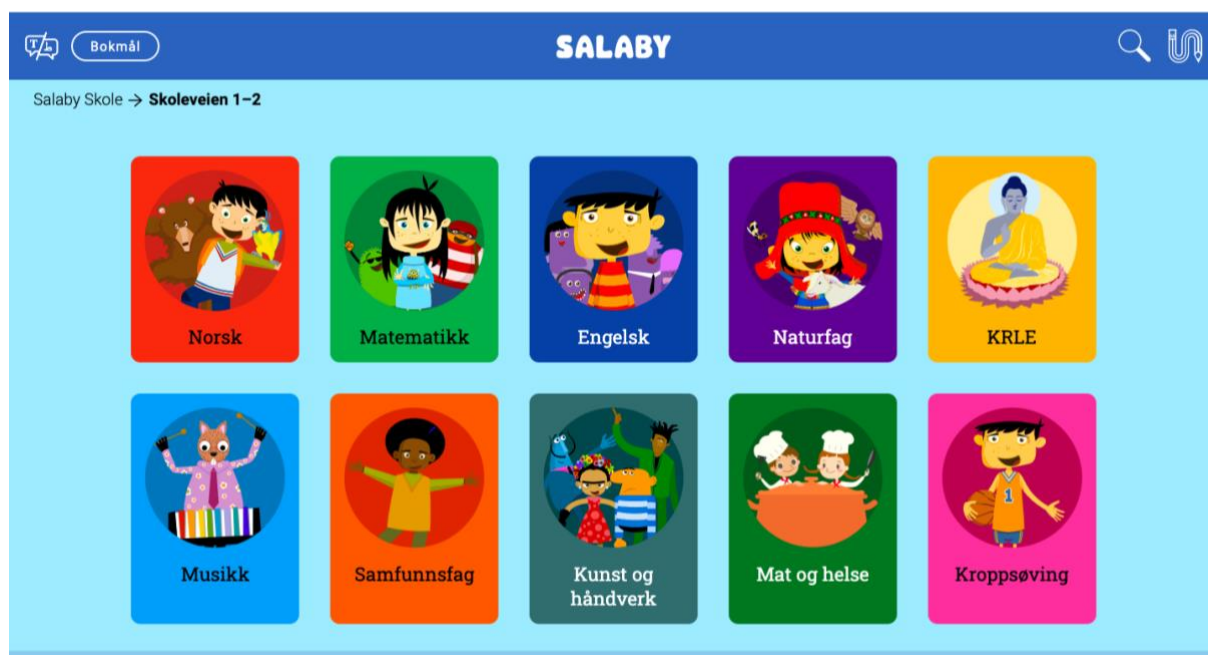 Bokmål
SALABY
Salaby Skole → Skoleveien 1–2
Norsk
Matematikk
Engelsk
Naturfag
KRLE
Musikk
Samfunnsfag
Kunst og
håndverk
Mat og helse
Kroppsøving
1